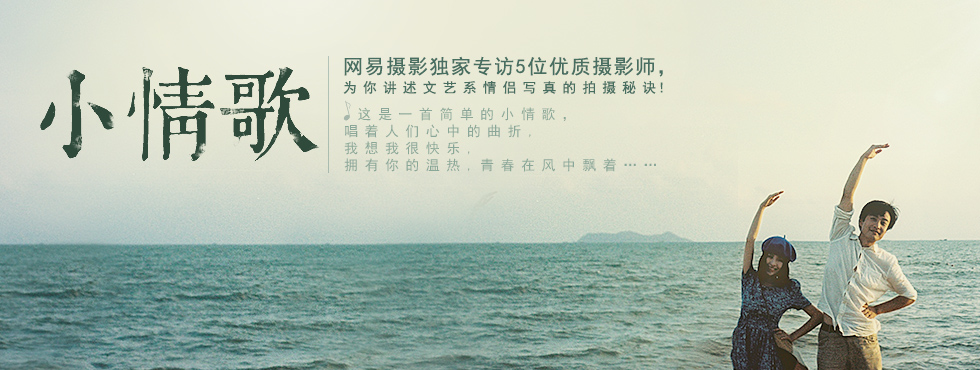 小情歌
网易摄影独家专访5位优质摄影师，
为你讲述文艺系情侣写真的拍摄秘诀!
这是一首简单的小情歌，
唱着人们心中的曲折，
我想我很快乐，
拥有你的温热，青春在风中飘着……